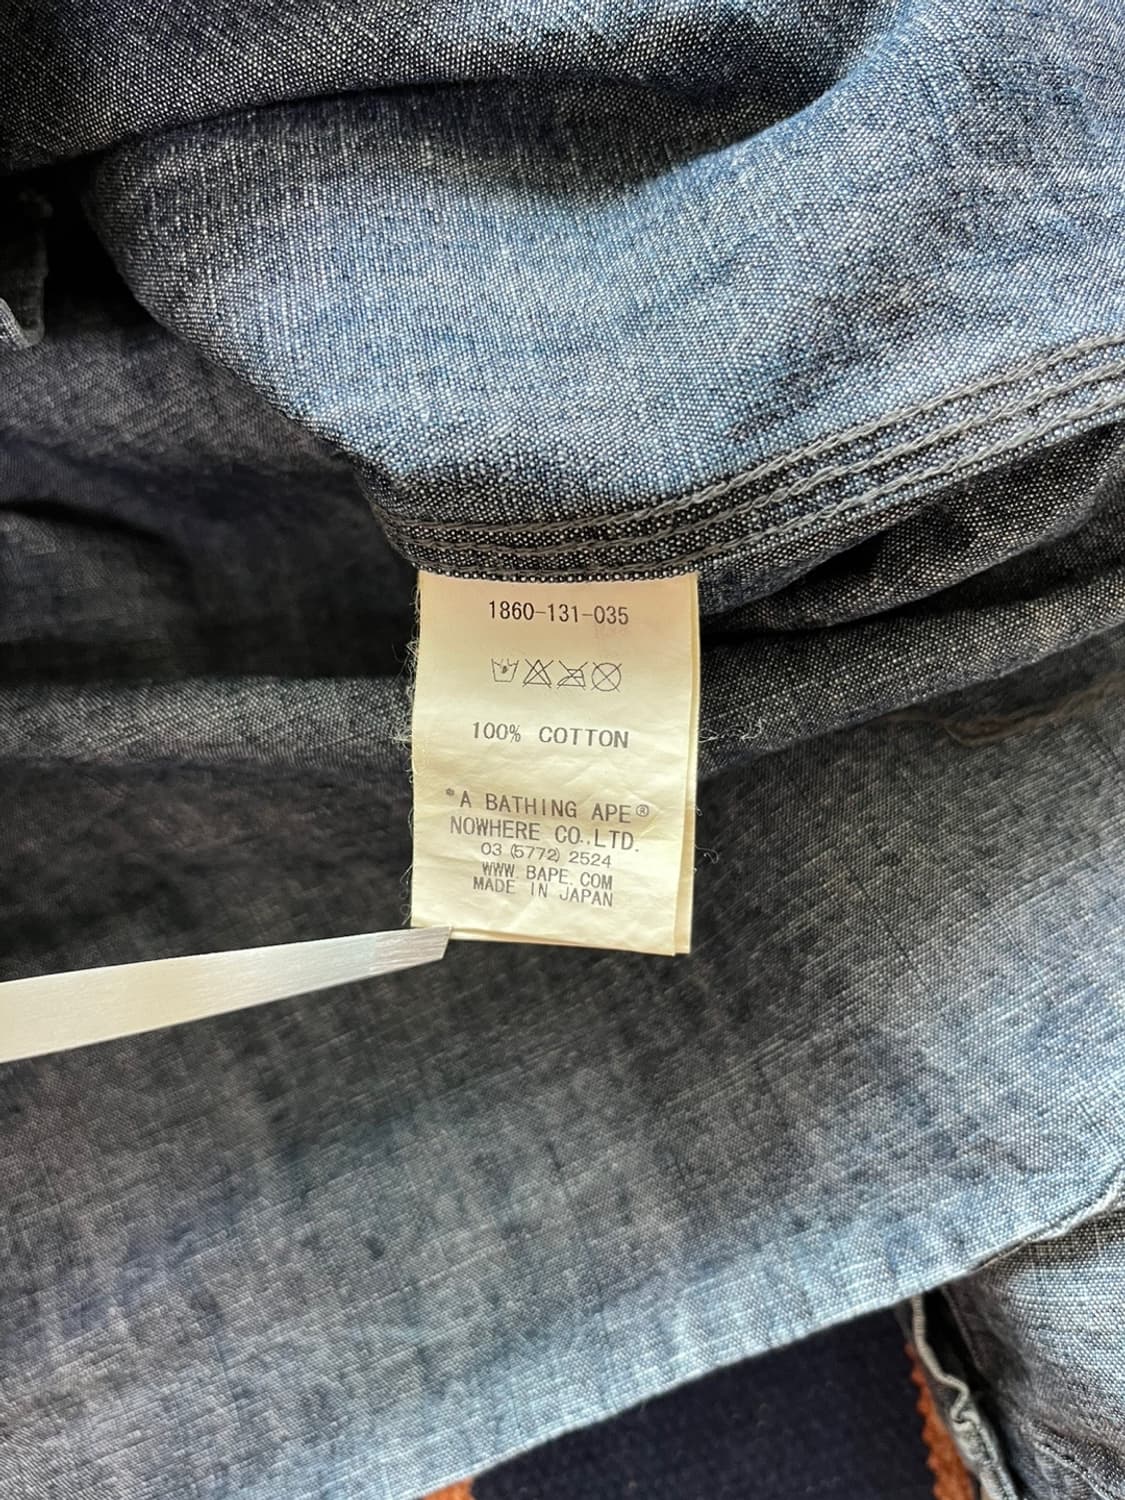 1860-131-035
100% COTTON
*A BATHING APE®
NOWHERE CO.,LTD.
03 (5772) 2524
WWW. BAPE. COM
MADE IN JAPAN